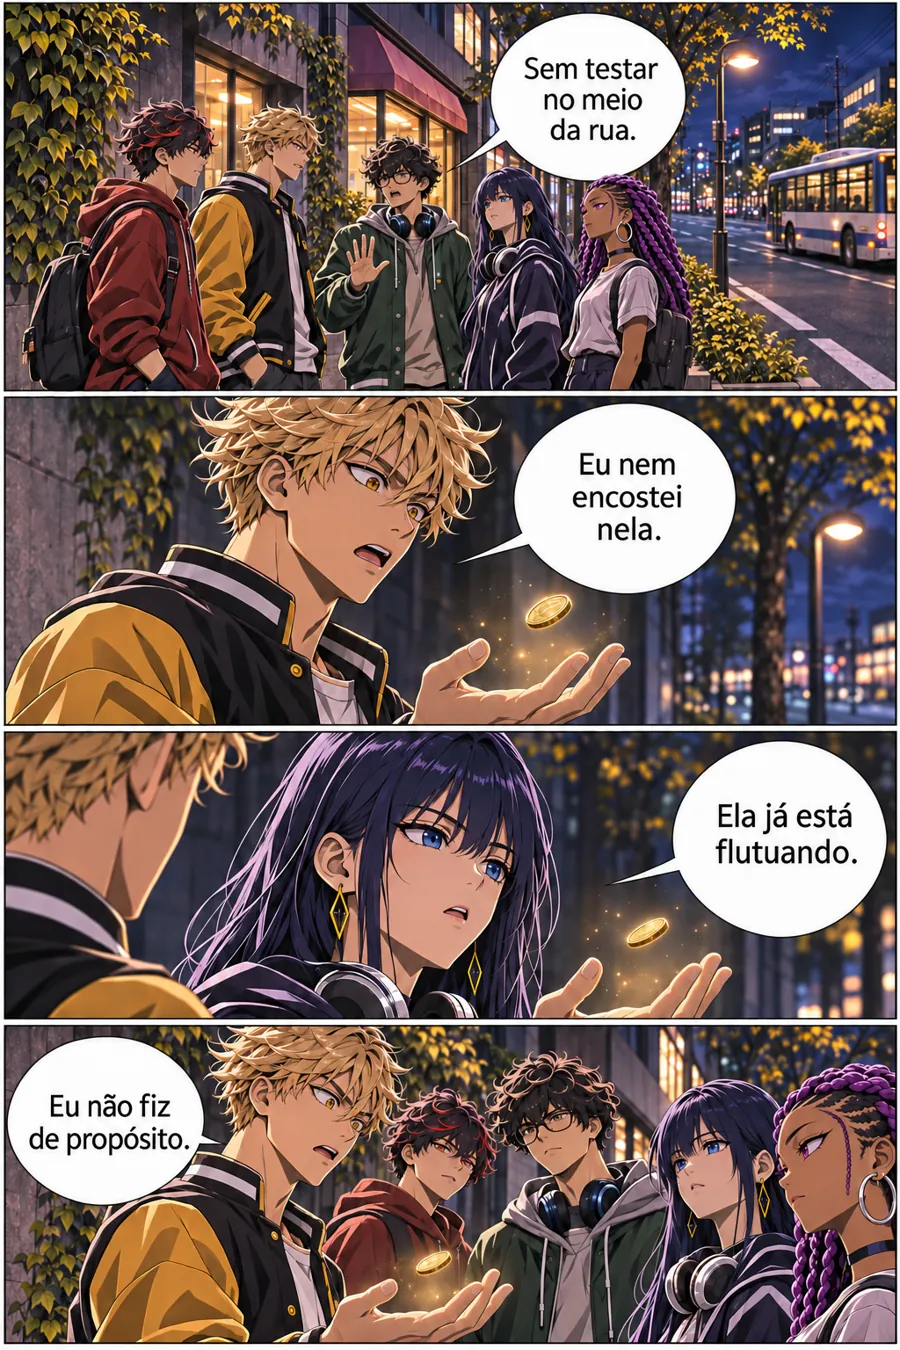 Sem testar
no meio
da rua.
Eu nem
encostei
nela.
Ela já está
flutuando.
Eu não fiz
de propósito.